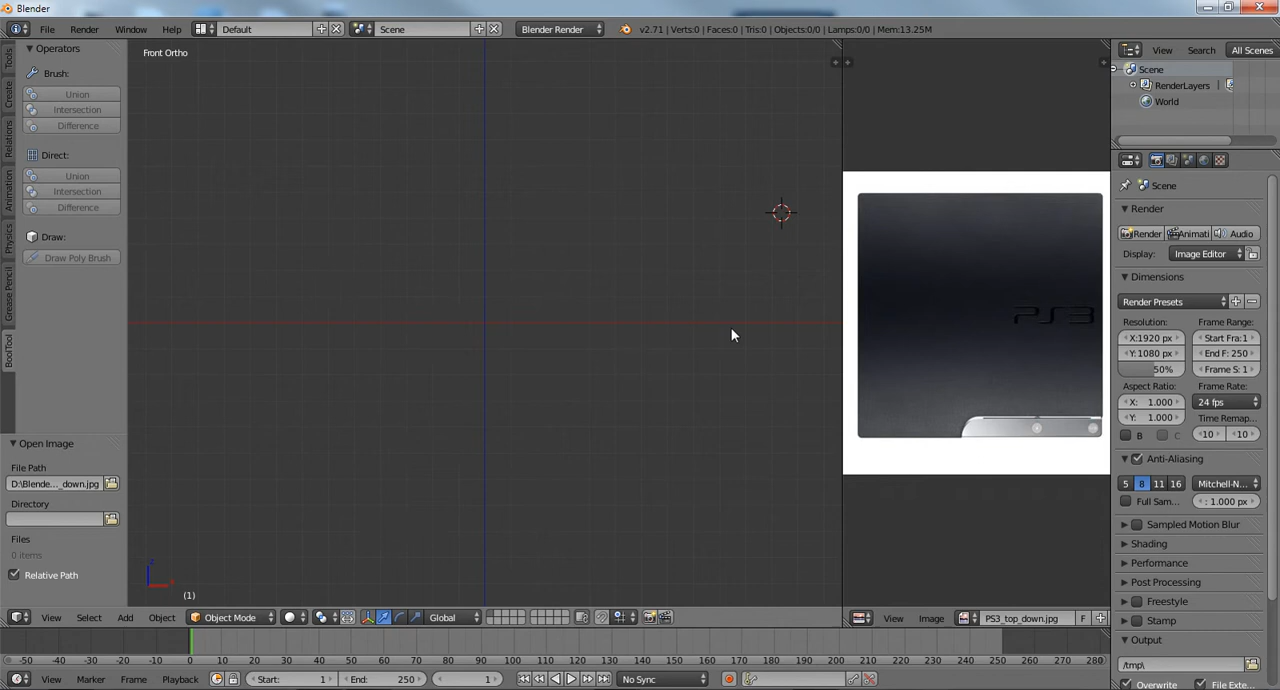 Blender
File Render Window Help Default Scene Blender Render v2.71 | Verts:0 | Faces:0 | Tris:0 | Objects:0/0 | Lamps:0/0 | Mem:13.25M
Operators
Brush:
Union
Intersection
Difference
Direct:
Union
Intersection
Difference
Draw:
Draw Poly Brush
Tools
Create
Relations
Animation
Physics
Grease Pencil
BoolTool
Open Image
File Path
D:\Blende..._down.jpg
Directory
Files
0 items
Relative Path
Front Ortho
(1)
View Select Add Object Object Mode Global
PS3
View Image PS3_top_down.jpg F
View Search All Scenes
Scene
RenderLayers
World
Scene
Render
Render Animati Audio
Display: Image Editor
Dimensions
Render Presets
Resolution: Frame Range:
X:1920 px Start Fra:1
Y:1080 px End F: 250
50% Frame S: 1
Aspect Ratio: Frame Rate:
X: 1.000 24 fps
Y: 1.000 Time Remap...
B C 10 10
Anti-Aliasing
5 8 11 16 Mitchell-N...
Full Sam... : 1.000 px
Sampled Motion Blur
Shading
Performance
Post Processing
Freestyle
Stamp
Output
/tmp\
Overwrite File Exte...
-50 -40 -30 -20 -10 0 10 20 30 40 50 60 70 80 90 100 110 120 130 140 150 160 170 180 190 200 210 220 230 240 250 260 270 280
View Marker Frame Playback Start: 1 End: 250 1 No Sync